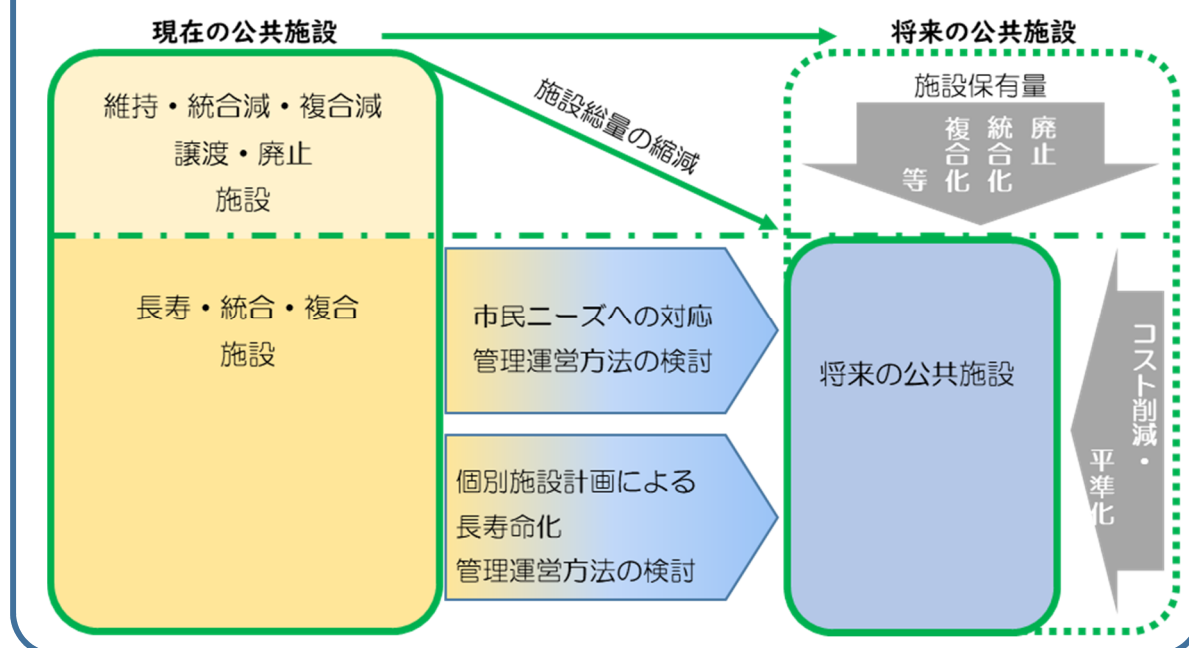 現在の公共施設
将来の公共施設
維持・統合減・複合減
譲渡・廃止
施設
施設総量の縮減
施設保有量
廃止
統合化
複合化
等
長寿・統合・複合
施設
市民ニーズへの対応
管理運営方法の検討
個別施設計画による
長寿命化
管理運営方法の検討
将来の公共施設
コスト削減・
平準化